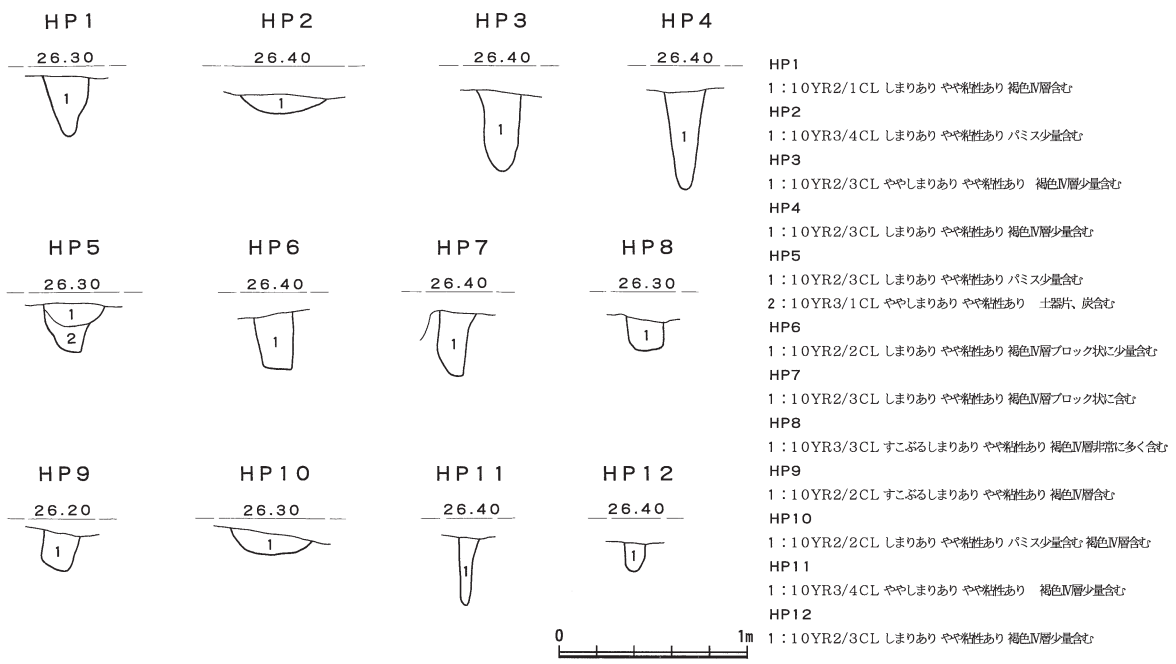 HP1 HP2 HP3 HP4
26.30 26.40 26.40 26.40
1 1 1 1
HP5 HP6 HP7 HP8
26.30 26.40 26.40 26.30
1 1 1 1
2
HP9 HP10 HP11 HP12
26.20 26.30 26.40 26.40
1 1 1 1
0 1m
HP1
1：10YR2/1CL しまりあり やや粘性あり 褐色Ⅳ層含む
HP2
1：10YR3/4CL しまりあり やや粘性あり パミス少量含む
HP3
1：10YR2/3CL ややしまりあり やや粘性あり　褐色Ⅳ層少量含む
HP4
1：10YR2/3CL しまりあり やや粘性あり 褐色Ⅳ層少量含む
HP5
1：10YR2/3CL しまりあり やや粘性あり パミス少量含む
2：10YR3/1CL ややしまりあり やや粘性あり　土器片、炭含む
HP6
1：10YR2/2CL しまりあり やや粘性あり 褐色Ⅳ層ブロック状に少量含む
HP7
1：10YR2/3CL しまりあり やや粘性あり 褐色Ⅳ層ブロック状に含む
HP8
1：10YR3/3CL すこぶるしまりあり やや粘性あり 褐色Ⅳ層非常に多く含む
HP9
1：10YR2/2CL すこぶるしまりあり やや粘性あり 褐色Ⅳ層含む
HP10
1：10YR2/2CL しまりあり やや粘性あり パミス少量含む 褐色Ⅳ層含む
HP11
1：10YR3/4CL ややしまりあり やや粘性あり　褐色Ⅳ層少量含む
HP12
1：10YR2/3CL しまりあり やや粘性あり 褐色Ⅳ層少量含む